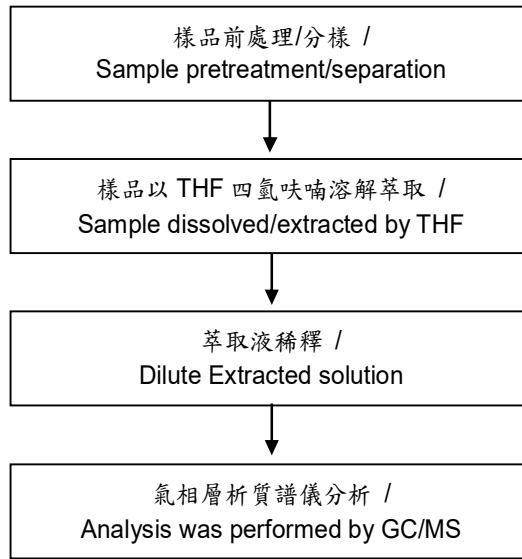 樣品前處理/分樣 /
Sample pretreatment/separation
樣品以 THF 四氫呋喃溶解萃取 /
Sample dissolved/extracted by THF
萃取液稀釋 /
Dilute Extracted solution
氣相層析質譜儀分析 /
Analysis was performed by GC/MS